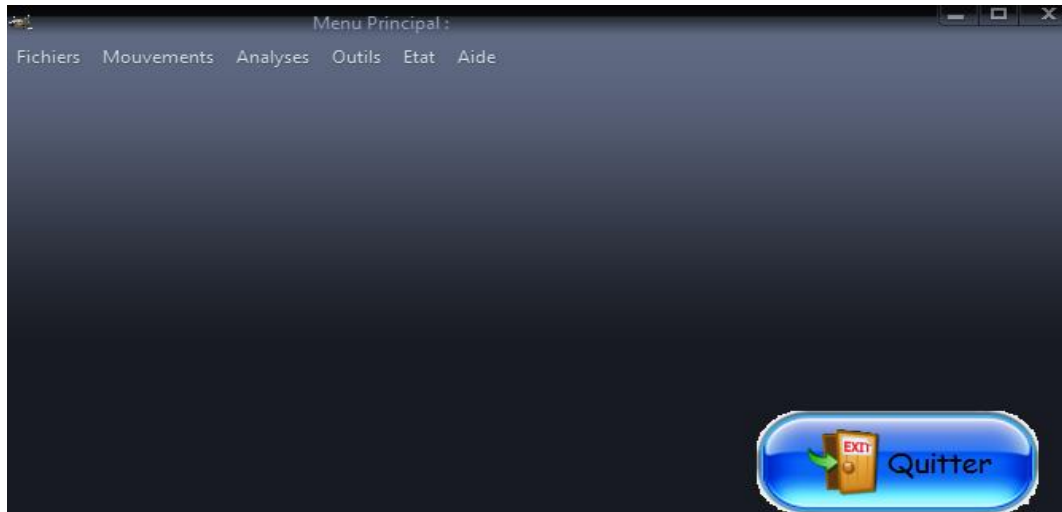 Menu Principal :
Fichiers Mouvements Analyses Outils Etat Aide
EXIT
Quitter